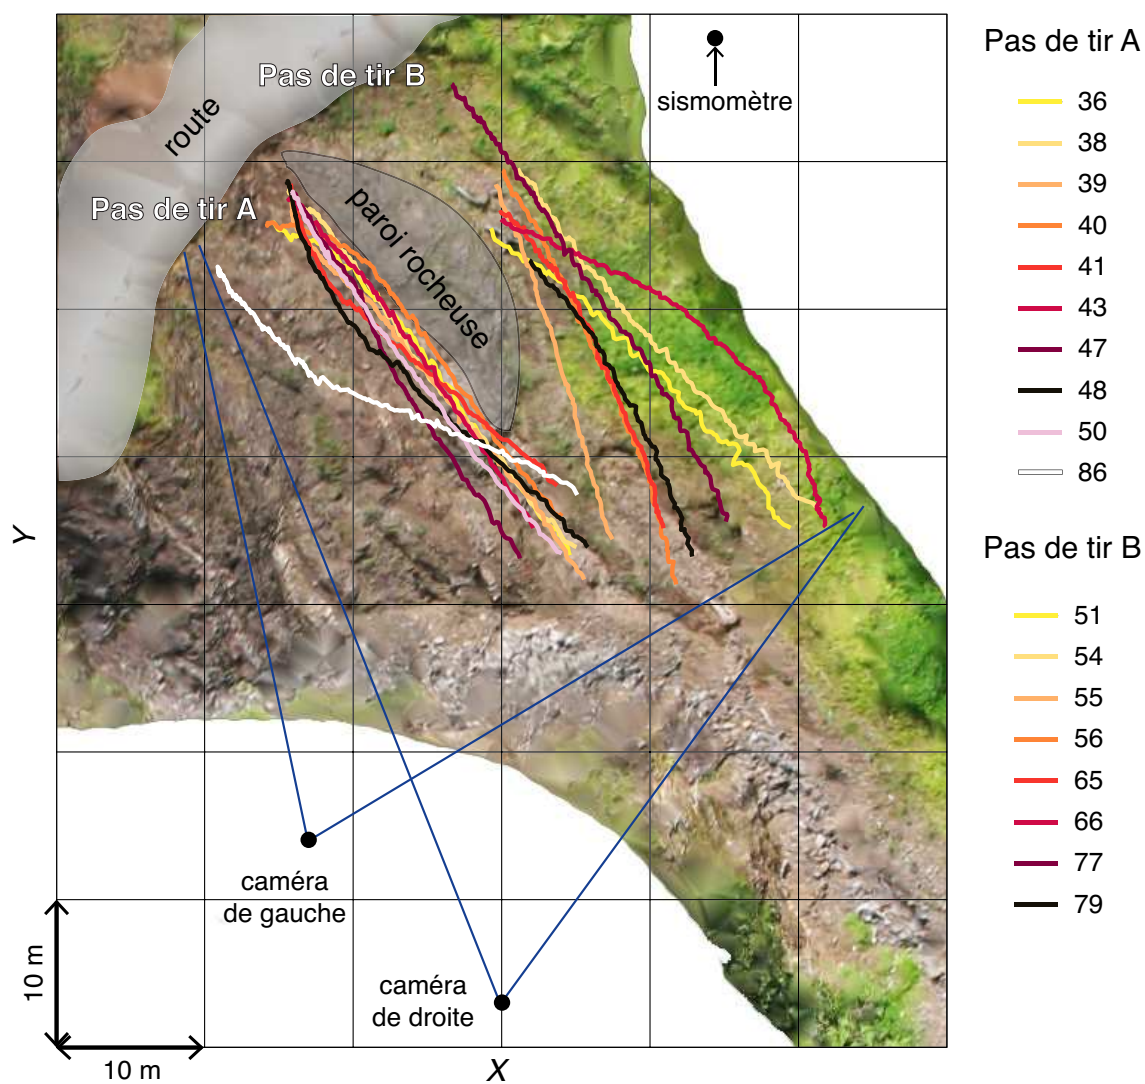 Pas de tir B
sismomètre
route
Pas de tir A
paroi rocheuse
Y
caméra
de gauche
caméra
de droite
10 m
10 m
X
Pas de tir A
36
38
39
40
41
43
47
48
50
86
Pas de tir B
51
54
55
56
65
66
77
79